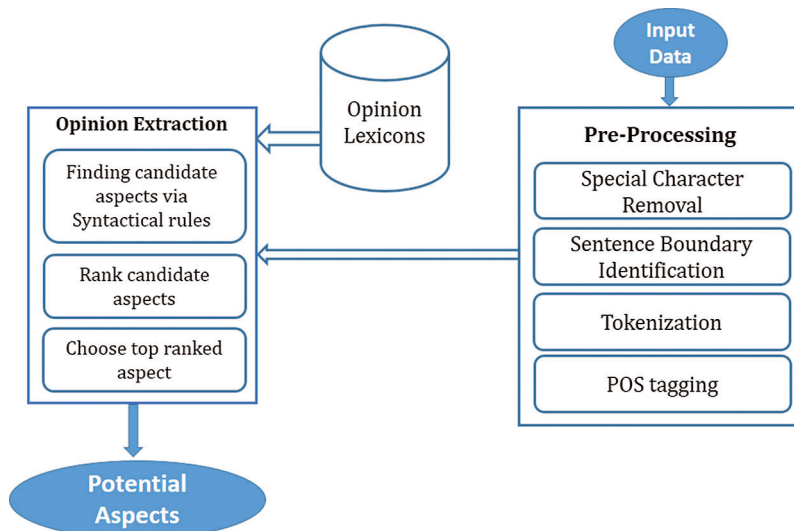 Input
Data
Pre-Processing
Special Character
Removal
Sentence Boundary
Identification
Tokenization
POS tagging
Opinion
Lexicons
Opinion Extraction
Finding candidate
aspects via
Syntactical rules
Rank candidate
aspects
Choose top ranked
aspect
Potential
Aspects